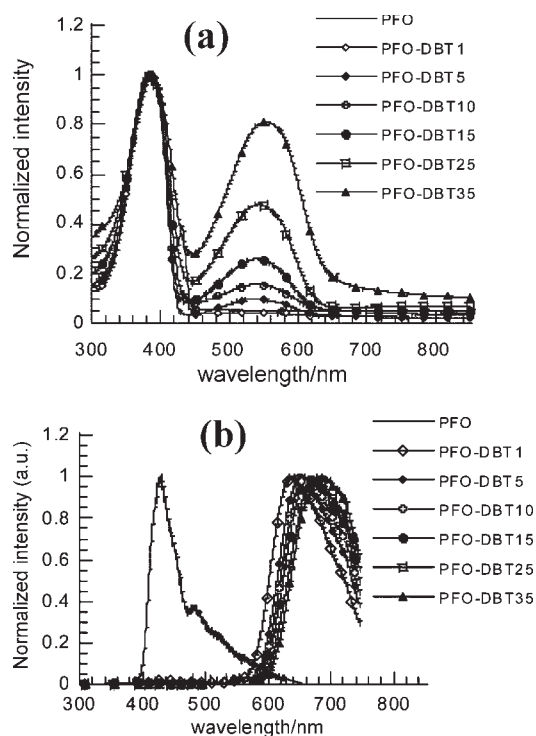 (a)
Normalized intensity
1.2
1
0.8
0.6
0.4
0.2
0
300 400 500 600 700 800
wavelength/nm
PFO
PFO-DBT1
PFO-DBT5
PFO-DBT10
PFO-DBT15
PFO-DBT25
PFO-DBT35
(b)
Normalized intensity (a.u.)
1.2
1
0.8
0.6
0.4
0.2
0
300 400 500 600 700 800
wavelength/nm
PFO
PFO-DBT1
PFO-DBT5
PFO-DBT10
PFO-DBT15
PFO-DBT25
PFO-DBT35